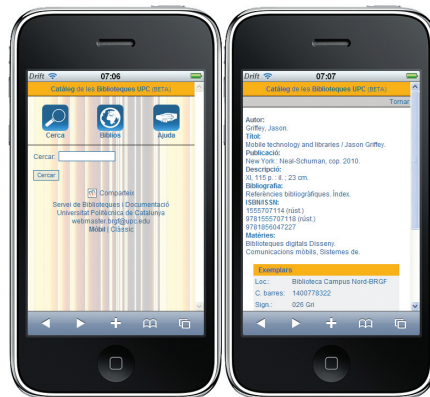 Drift 07:06
Catàleg de les Biblioteques UPC (BETA)
Cerca Biblios Ajuda
Cercar:
Cercar
Comparteix
Servei de Biblioteques i Documentació
Universitat Politècnica de Catalunya
webmaster.brgf@upc.edu
Mòbil | Clàssic
Drift 07:07
Catàleg de les Biblioteques UPC (BETA)
Tornar
Autor:
Griffey, Jason.
Títol:
Mobile technology and libraries / Jason Griffey.
Publicació:
New York : Neal-Schuman, cop. 2010.
Descripció:
XI, 115 p. : il. ; 23 cm.
Bibliografia:
Referències bibliogràfiques. Índex.
ISBN/ISSN:
1555707114 (rúst.)
9781555707118 (rúst.)
9781856047227
Matèries:
Biblioteques digitals Disseny.
Comunicacions mòbils, Sistemes de.
Exemplars
Loc.: Biblioteca Campus Nord-BRGF
C. barres: 1400778322
Sign.: 026 Gri